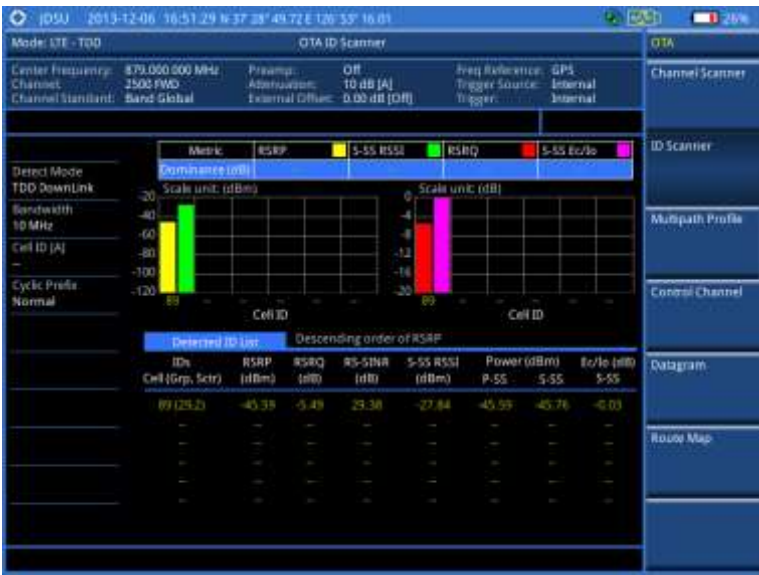 JDSU 2013-12-06 16:51:29 N 37° 28' 49.72 E 126° 53' 16.01 26%
Mode: LTE - TDD OTA ID Scanner OTA
Center Frequency: 879.000 000 MHz Preamp: Off Freq Reference: GPS
Channel: 2500 FWD Attenuation: 10 dB [A] Trigger Source: Internal
Channel Standard: Band Global External Offset: 0.00 dB [Off] Trigger: Internal
Channel Scanner
ID Scanner
Multipath Profile
Control Channel
Datagram
Route Map
Detect Mode
TDD DownLink
Bandwidth
10 MHz
Cell ID [A]
--
Cyclic Prefix
Normal
Metric RSRP S-SS RSSI RSRQ S-SS Ec/Io
Dominance (dB)
Scale unit: (dBm) Scale unit: (dB)
-20 0
-40 -4
-60 -8
-80 -12
-100 -16
-120 -20
89 -- -- -- -- -- 89 -- -- -- -- --
Cell ID Cell ID
Detected ID List Descending order of RSRP
IDs RSRP RSRQ RS-SINR S-SS RSSI Power (dBm) Ec/Io (dB)
Cell (Grp, Sctr) (dBm) (dB) (dB) (dBm) P-SS S-SS S-SS
89 (29,2) -45.39 -5.49 29.38 -27.84 -45.99 -45.76 -0.03
-- -- -- -- -- -- -- --
-- -- -- -- -- -- -- --
-- -- -- -- -- -- -- --
-- -- -- -- -- -- -- --
-- -- -- -- -- -- -- --